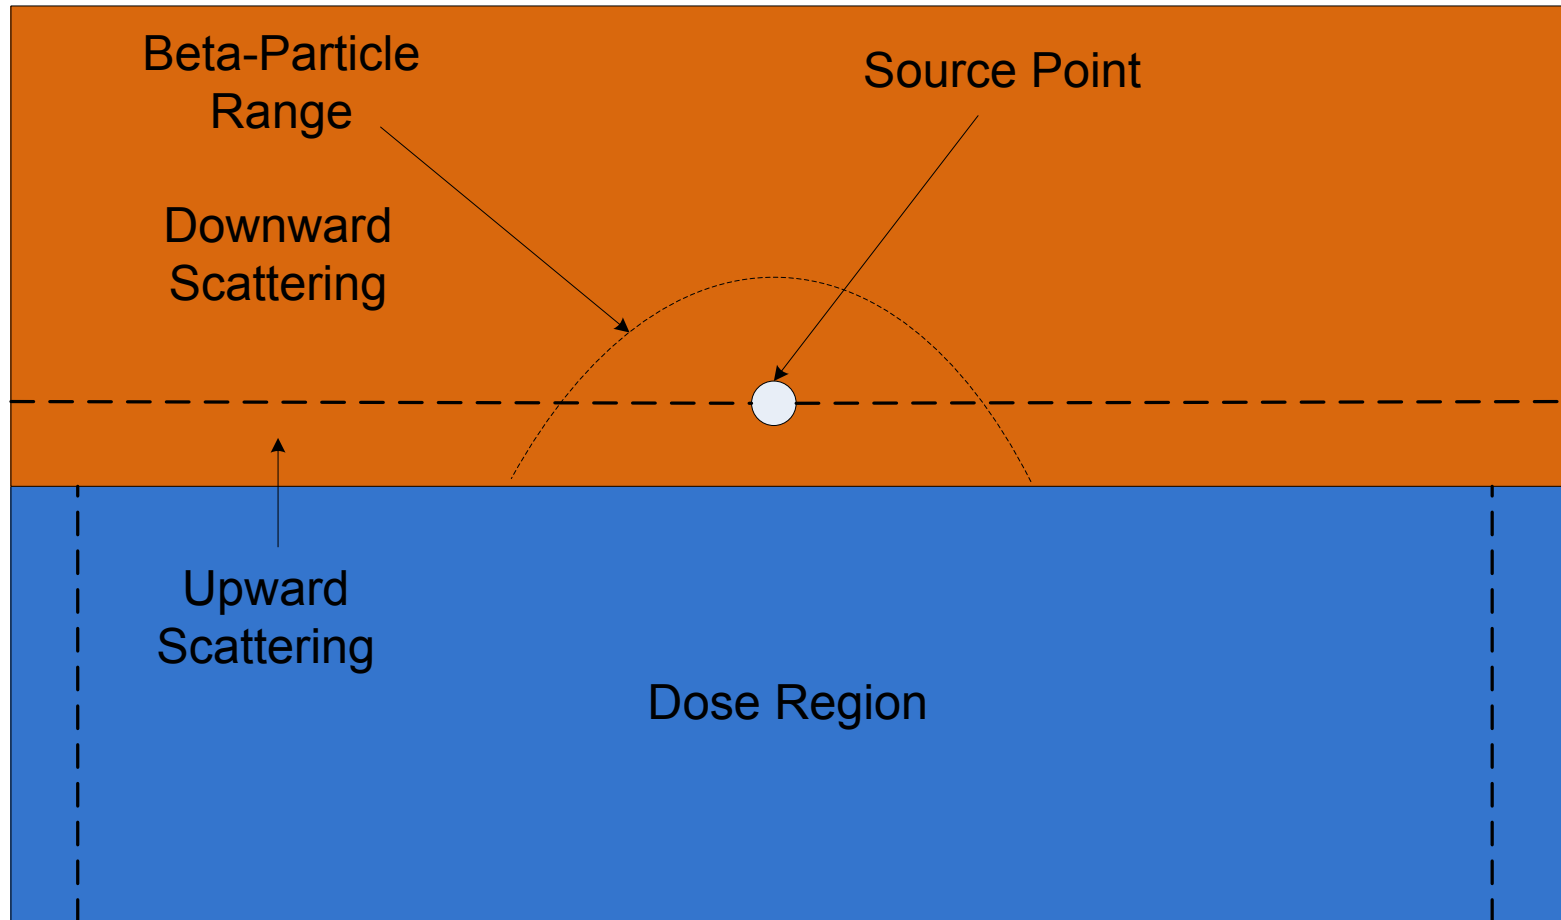 Beta-Particle
Range
Source Point
Downward
Scattering
Upward
Scattering
Dose Region